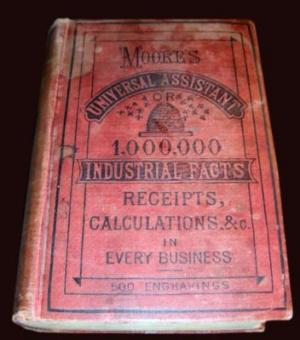 MOORE'S
UNIVERSAL ASSISTANT
OR
1,000,000
INDUSTRIAL FACTS
RECEIPTS,
CALCULATIONS, &c.
IN
EVERY BUSINESS
500 ENGRAVINGS